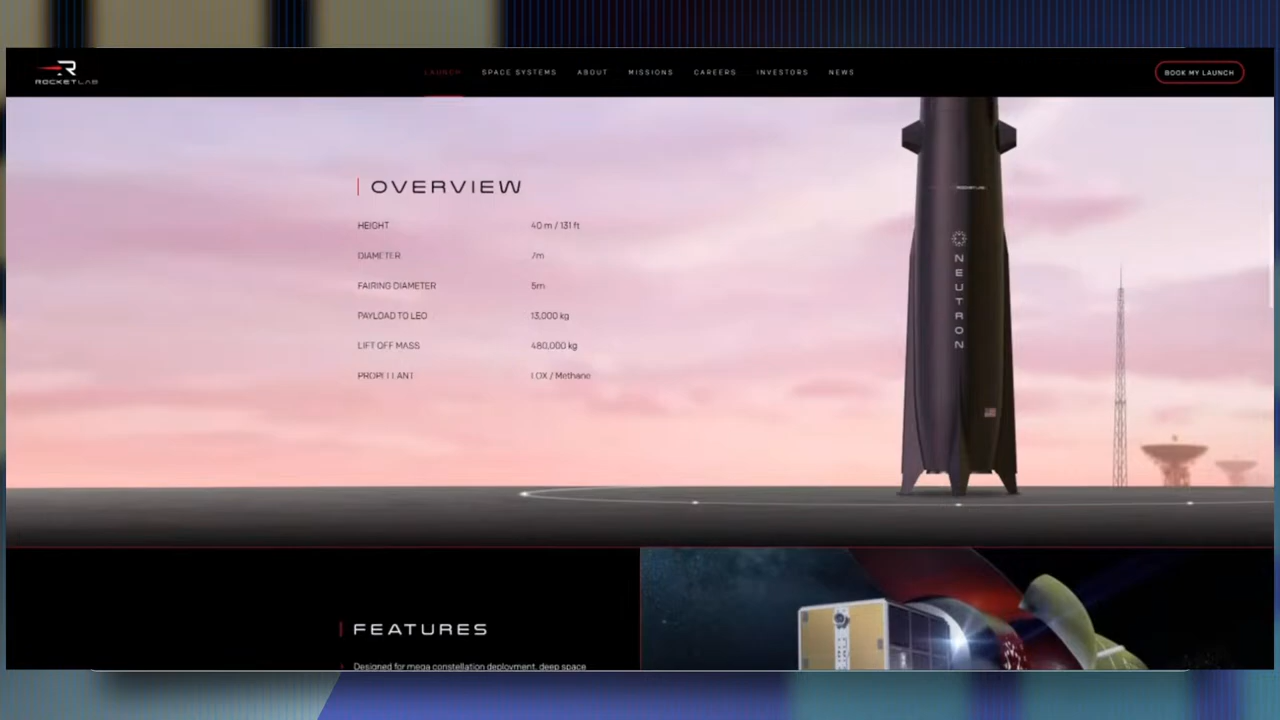 ROCKETLAB
LAUNCH SPACE SYSTEMS ABOUT MISSIONS CAREERS INVESTORS NEWS
BOOK MY LAUNCH
OVERVIEW
HEIGHT 40 m / 131 ft
DIAMETER 7m
FAIRING DIAMETER 5m
PAYLOAD TO LEO 13,000 kg
LIFT OFF MASS 480,000 kg
PROPELLANT LOX / Methane
ROCKETLAB
NEUTRON
FEATURES
Designed for mega constellation deployment, deep space